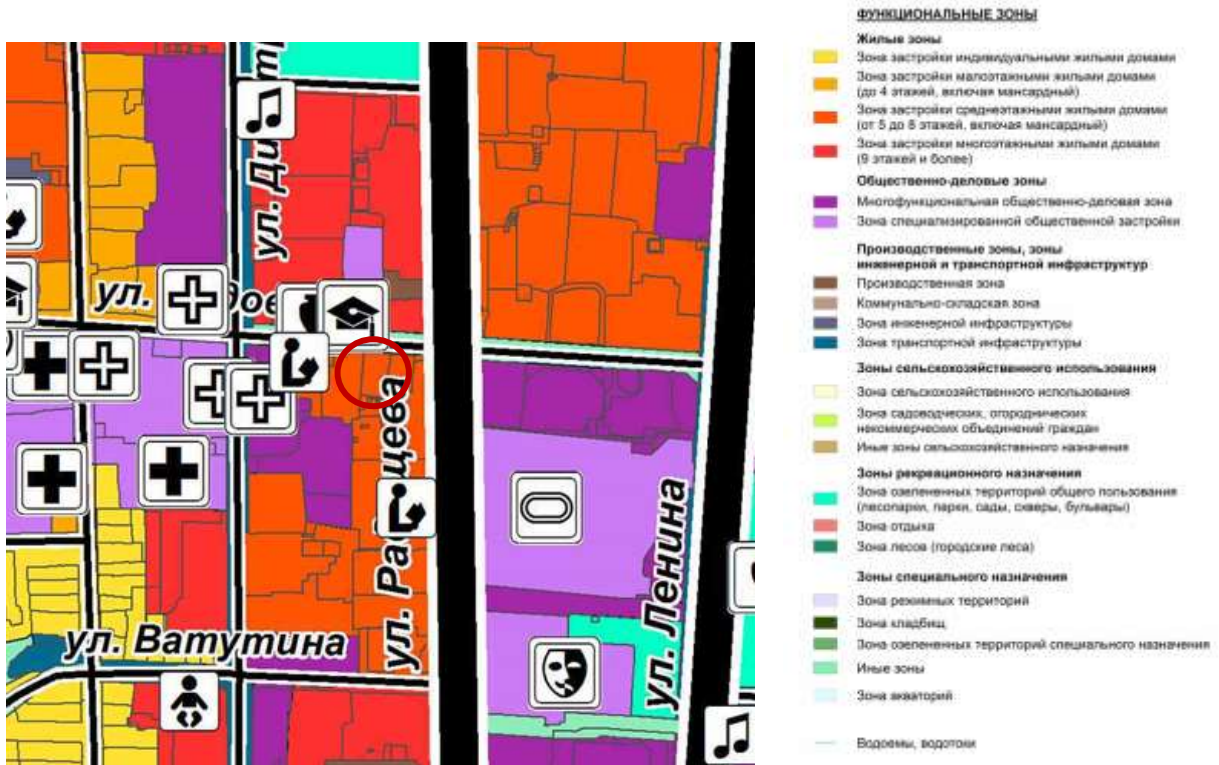 ул. Дим
ул.
ул. Ра
щева
ул. Ленина
ул. Ватутина
ФУНКЦИОНАЛЬНЫЕ ЗОНЫ
Жилые зоны
Зона застройки индивидуальными жилыми домами
Зона застройки малоэтажными жилыми домами
(до 4 этажей, включая мансардный)
Зона застройки среднеэтажными жилыми домами
(от 5 до 8 этажей, включая мансардный)
Зона застройки многоэтажными жилыми домами
(9 этажей и более)
Общественно-деловые зоны
Многофункциональная общественно-деловая зона
Зона специализированной общественной застройки
Производственные зоны, зоны
инженерной и транспортной инфраструктур
Производственная зона
Коммунально-складская зона
Зона инженерной инфраструктуры
Зона транспортной инфраструктуры
Зоны сельскохозяйственного использования
Зона сельскохозяйственного использования
Зона садоводческих, огороднических
некоммерческих объединений граждан
Иные зоны сельскохозяйственного назначения
Зоны рекреационного назначения
Зона озелененных территорий общего пользования
(лесопарки, парки, сады, скверы, бульвары)
Зона отдыха
Зона лесов (городские леса)
Зоны специального назначения
Зона режимных территорий
Зона кладбищ
Зона озелененных территорий специального назначения
Иные зоны
Зона акваторий
Водоемы, водотоки